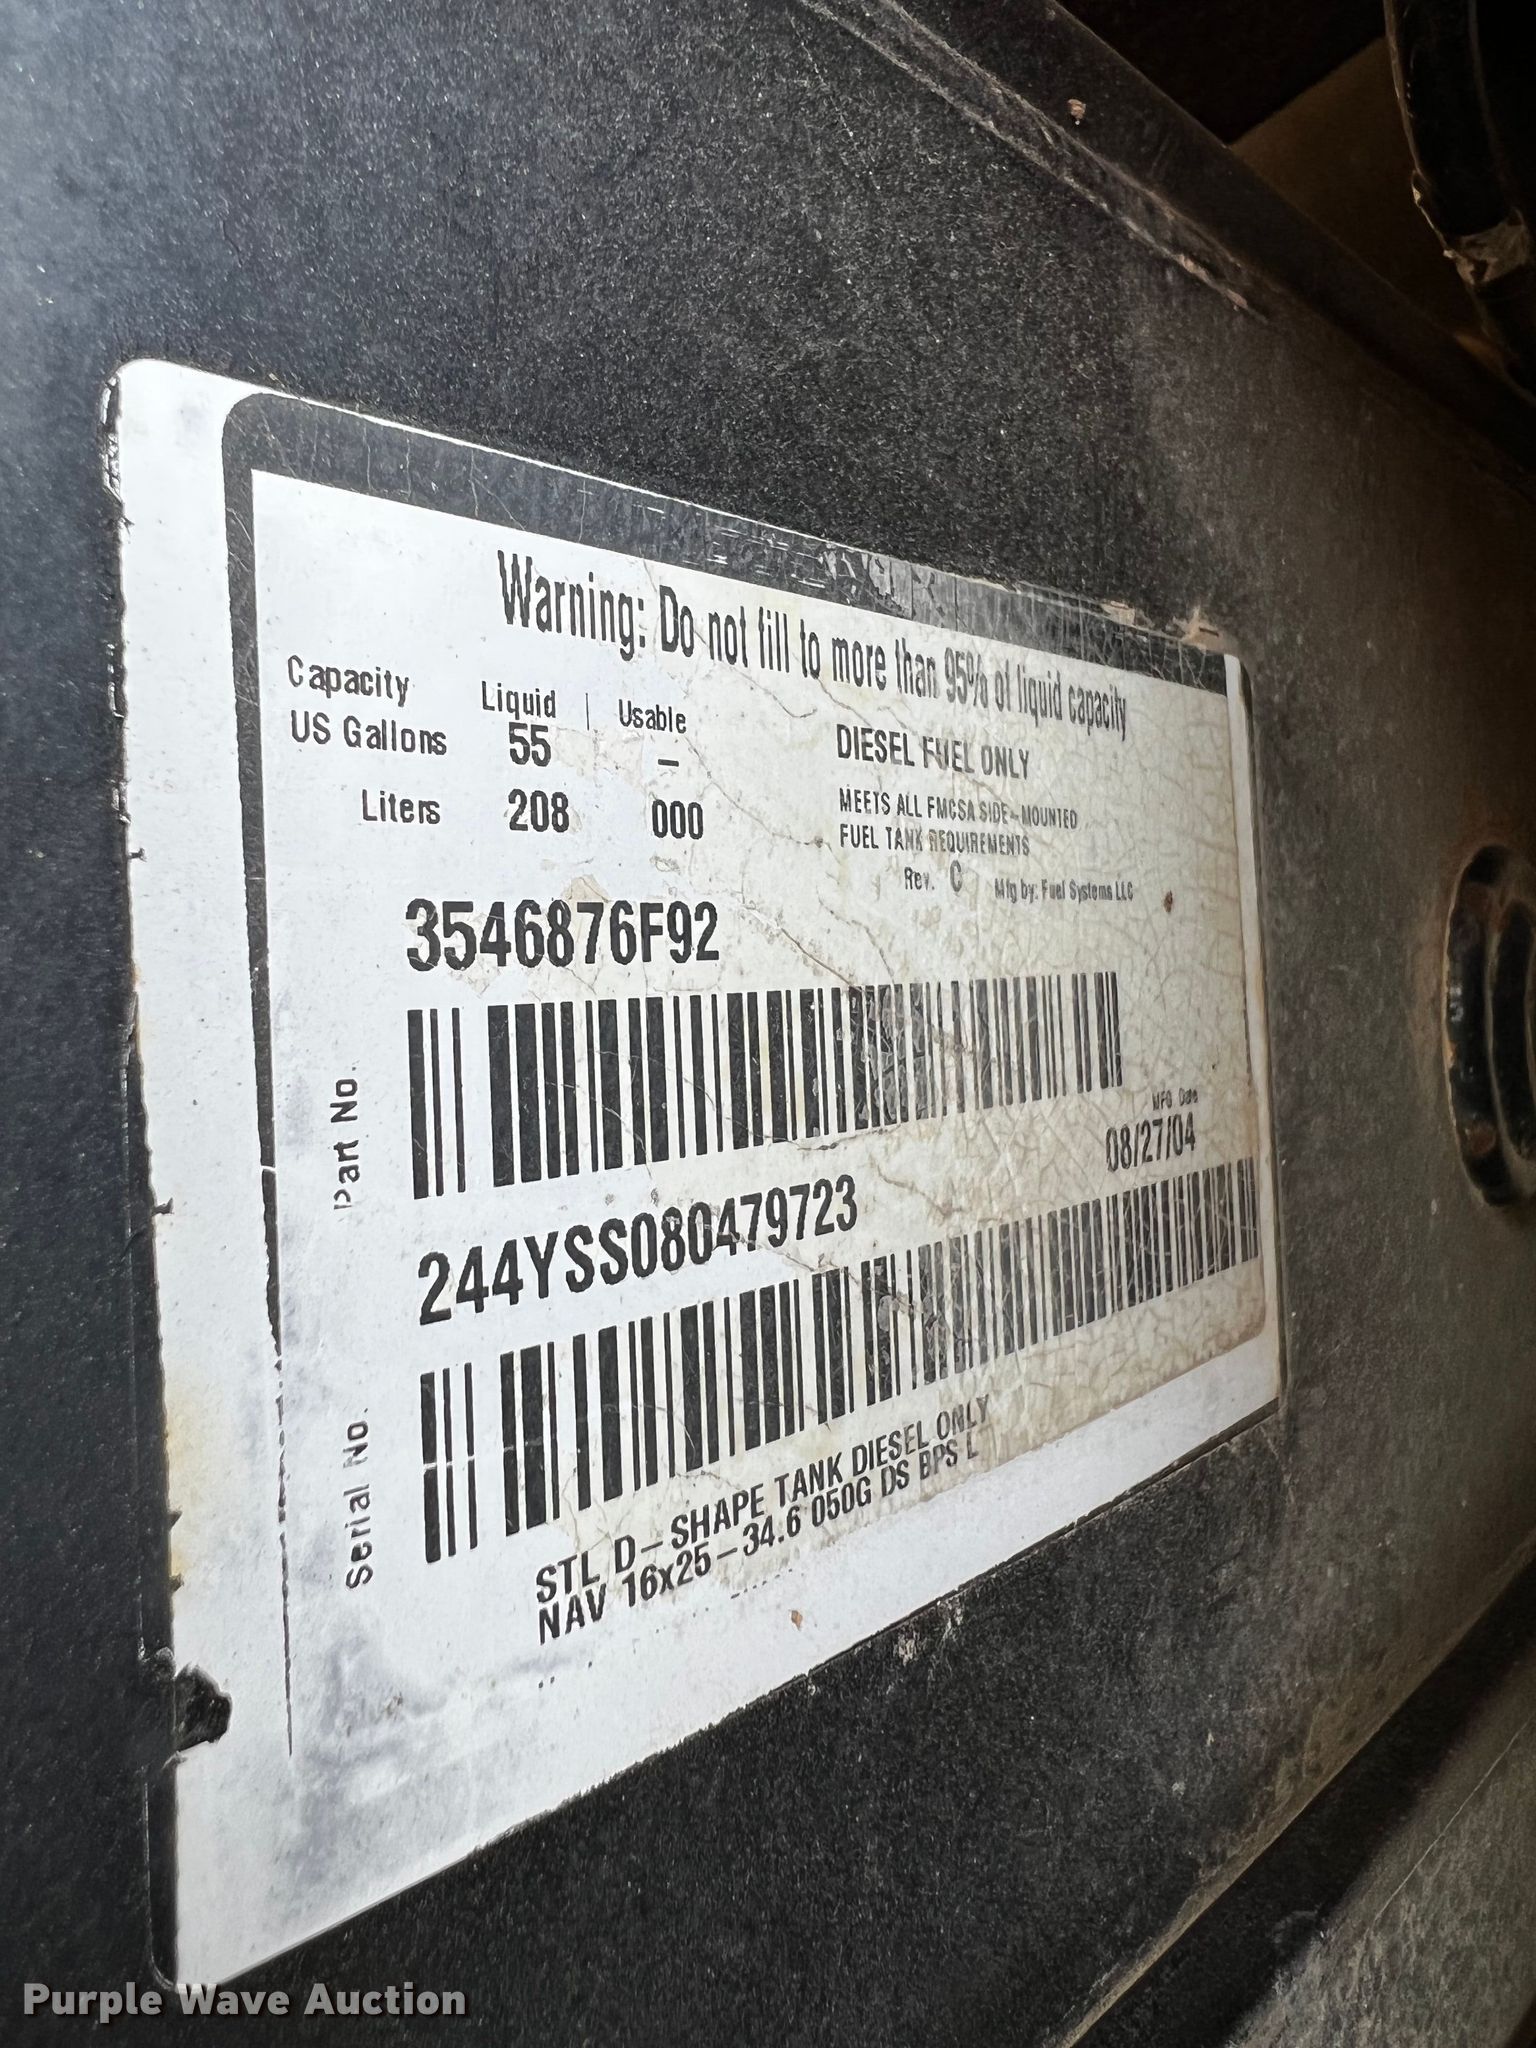 Warning: Do not fill to more than 95% of liquid capacity
Capacity Liquid | Usable
US Gallons 55 –
Liters 208 000
DIESEL FUEL ONLY
MEETS ALL FMCSA SIDE-MOUNTED
FUEL TANK REQUIREMENTS
Rev. C Mfg by: Fuel Systems LLC
3546876F92
Part No.
MFG Date
08/27/04
244YSS080479723
Serial No.
STL D-SHAPE TANK DIESEL ONLY
NAV 16x25-34.6 050G DS BPS L
Purple Wave Auction